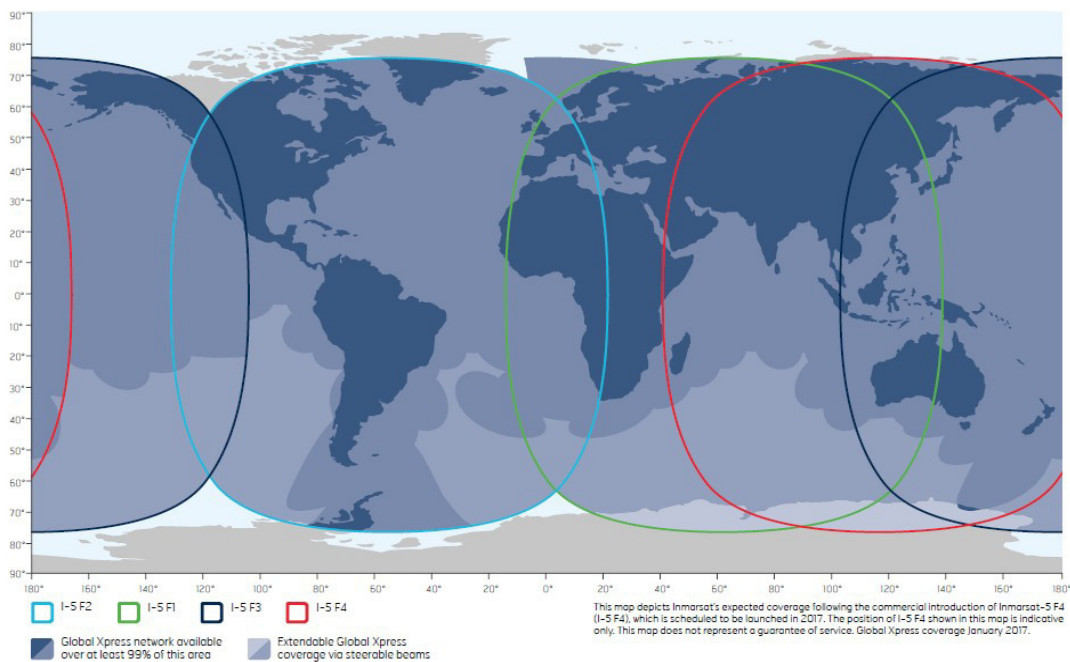 90°
80°
70°
60°
50°
40°
30°
20°
10°
0°
10°
20°
30°
40°
50°
60°
70°
80°
90°
180° 160° 140° 120° 100° 80° 60° 40° 20° 0° 20° 40° 60° 80° 100° 120° 140° 160° 180°
I-5 F2 I-5 F1 I-5 F3 I-5 F4
Global Xpress network available
over at least 99% of this area
Extendable Global Xpress
coverage via steerable beams
This map depicts Inmarsat's expected coverage following the commercial introduction of Inmarsat-5 F4
(I-5 F4), which is scheduled to be launched in 2017. The position of I-5 F4 shown in this map is indicative
only. This map does not represent a guarantee of service. Global Xpress coverage January 2017.